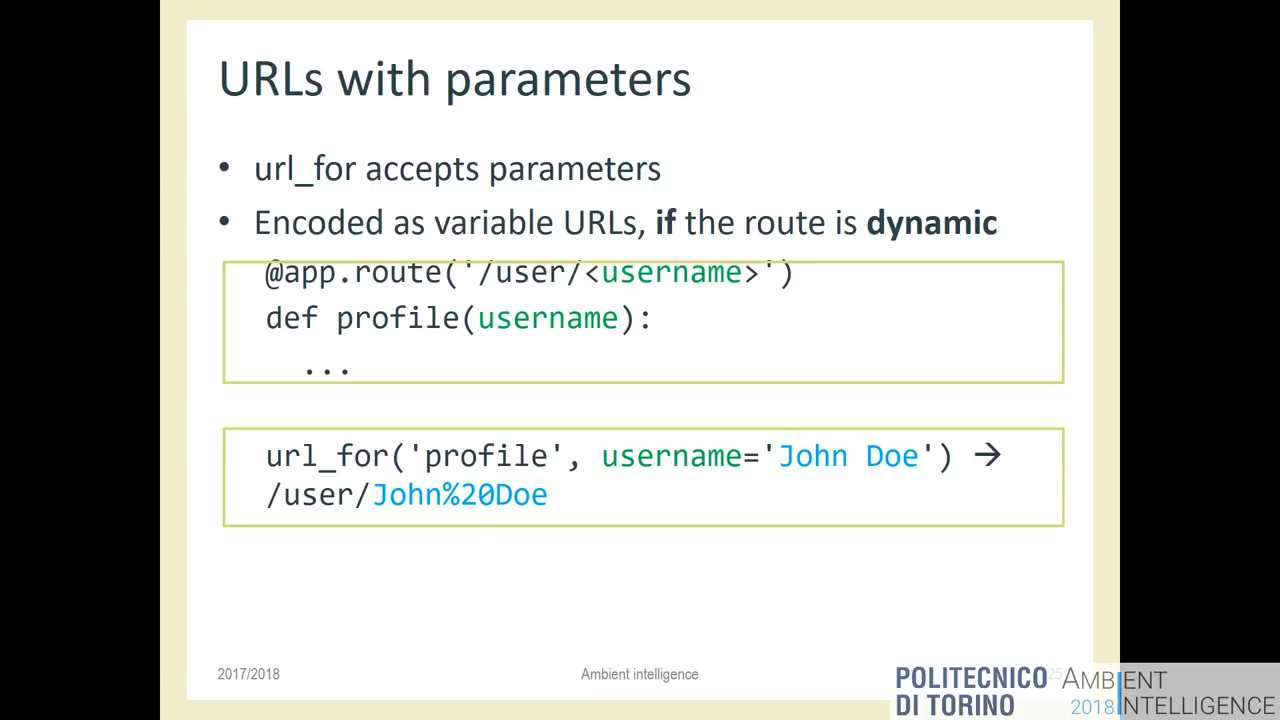 URLs with parameters
• url_for accepts parameters
• Encoded as variable URLs, if the route is dynamic
@app.route('/user/<username>')
def profile(username):
...
url_for('profile', username='John Doe') →
/user/John%20Doe
2017/2018
Ambient intelligence
25
POLITECNICO
DI TORINO
AMBIENT
2018 INTELLIGENCE